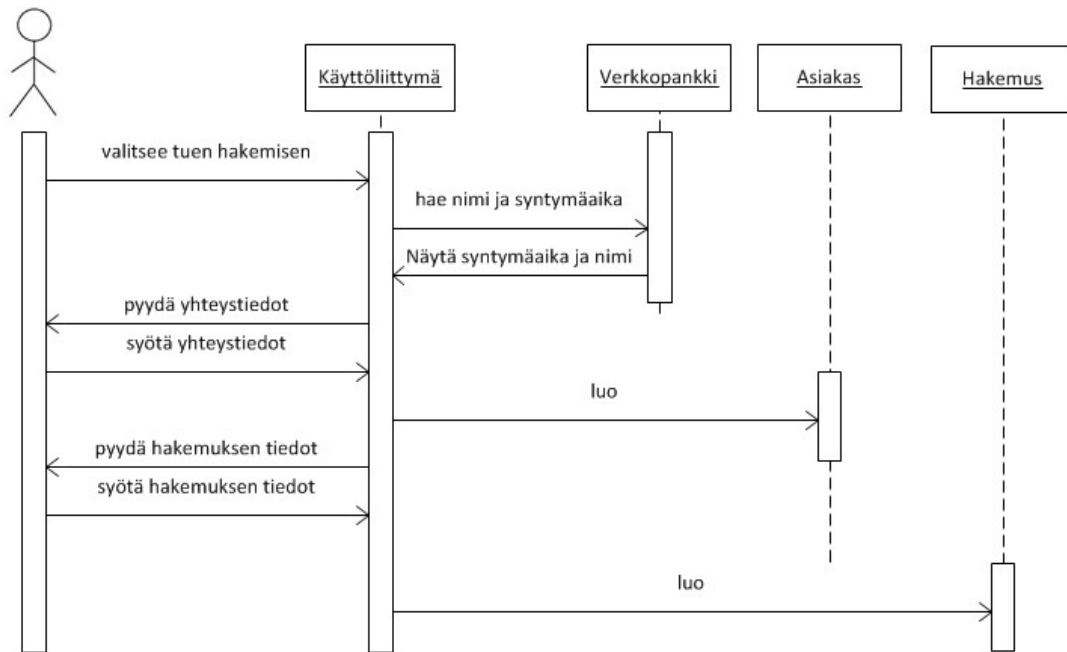 Käyttöliittymä
Verkkopankki
Asiakas
Hakemus
valitsee tuen hakemisen
hae nimi ja syntymäaika
Näytä syntymäaika ja nimi
pyydä yhteystiedot
syötä yhteystiedot
luo
pyydä hakemuksen tiedot
syötä hakemuksen tiedot
luo